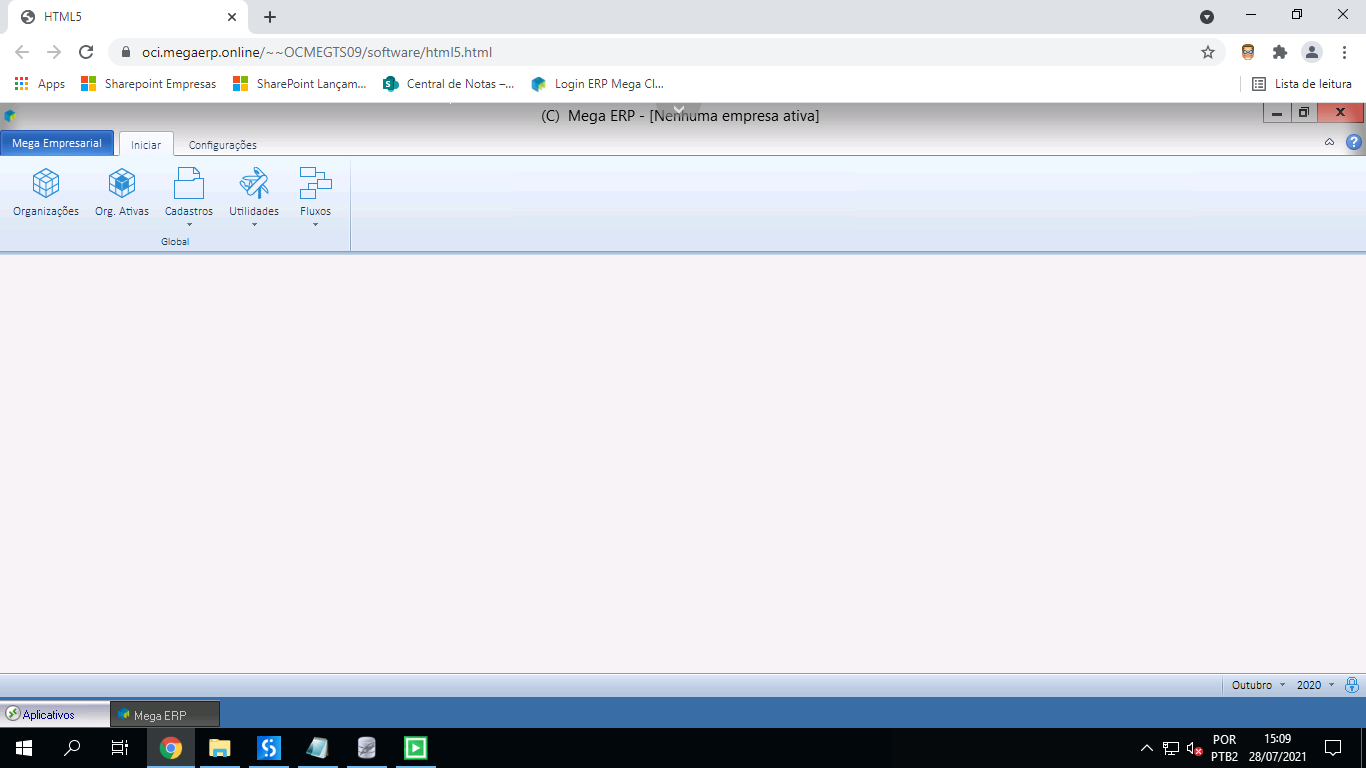 HTML5
oci.megaerp.online/~~OCMEGTS09/software/html5.html
Apps Sharepoint Empresas SharePoint Lançam... Central de Notas –... Login ERP Mega Cl... Lista de leitura
(C) Mega ERP - [Nenhuma empresa ativa]
Mega Empresarial Iniciar Configurações
Organizações Org. Ativas Cadastros Utilidades Fluxos
Global
Outubro 2020
Aplicativos Mega ERP
POR 15:09
PTB2 28/07/2021